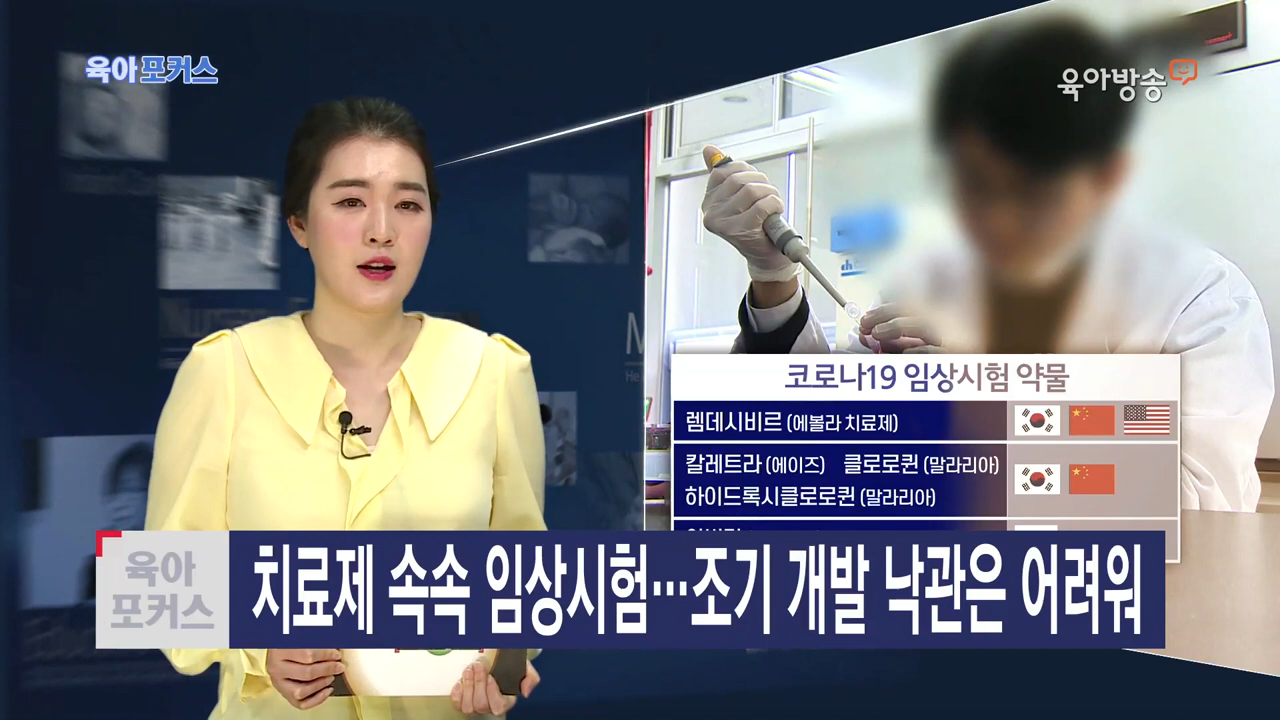 육아포커스
육아방송
코로나19 임상시험 약물
렘데시비르 (에볼라 치료제)
칼레트라 (에이즈) 클로로퀸 (말라리아)
하이드록시클로로퀸 (말라리아)
육아
포커스
치료제 속속 임상시험…조기 개발 낙관은 어려워